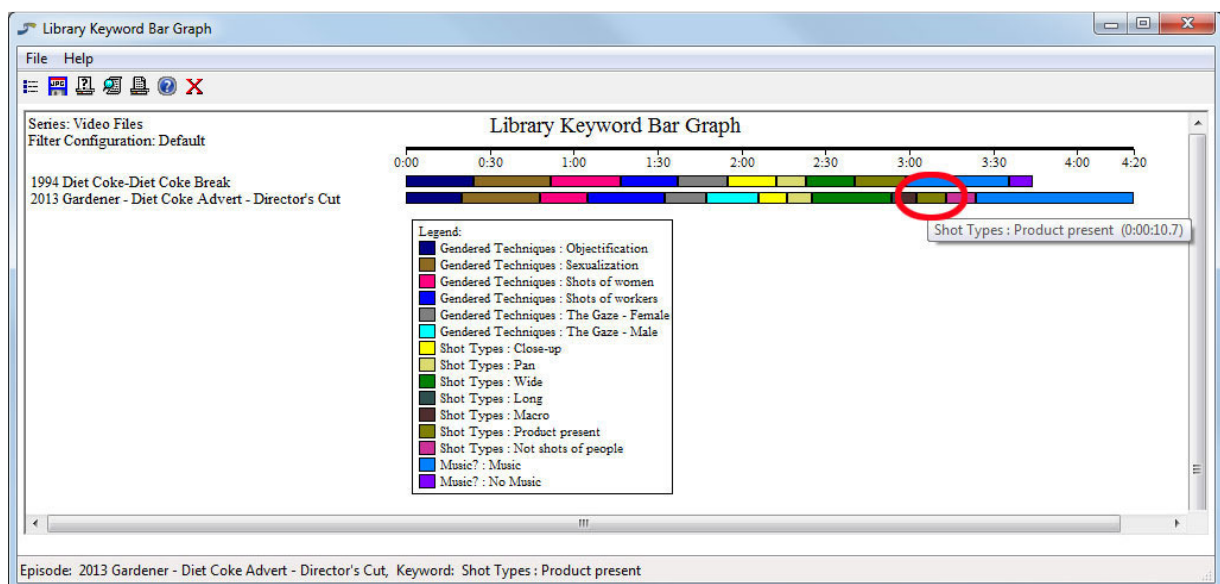 Library Keyword Bar Graph
File Help
JPG
Series: Video Files
Filter Configuration: Default
Library Keyword Bar Graph
0:00 0:30 1:00 1:30 2:00 2:30 3:00 3:30 4:00 4:20
1994 Diet Coke-Diet Coke Break
2013 Gardener - Diet Coke Advert - Director's Cut
Shot Types : Product present (0:00:10.7)
Legend:
Gendered Techniques : Objectification
Gendered Techniques : Sexualization
Gendered Techniques : Shots of women
Gendered Techniques : Shots of workers
Gendered Techniques : The Gaze - Female
Gendered Techniques : The Gaze - Male
Shot Types : Close-up
Shot Types : Pan
Shot Types : Wide
Shot Types : Long
Shot Types : Macro
Shot Types : Product present
Shot Types : Not shots of people
Music? : Music
Music? : No Music
Episode: 2013 Gardener - Diet Coke Advert - Director's Cut, Keyword: Shot Types : Product present